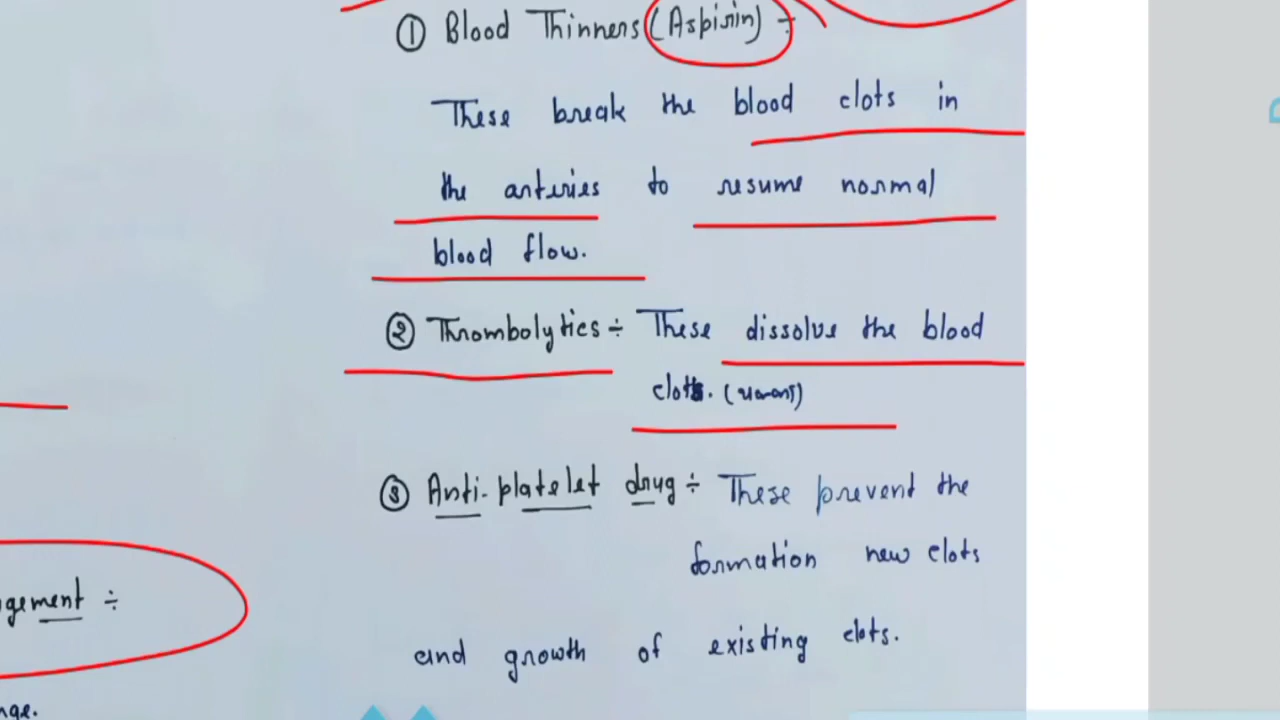 ① Blood Thinners (Aspirin) ÷
These break the blood clots in
the arteries to resume normal
blood flow.
② Thrombolytics ÷ These dissolve the blood
clots.
③ Anti-platelet drug ÷ These prevent the
formation new clots
and growth of existing clots.
gement ÷
nge.